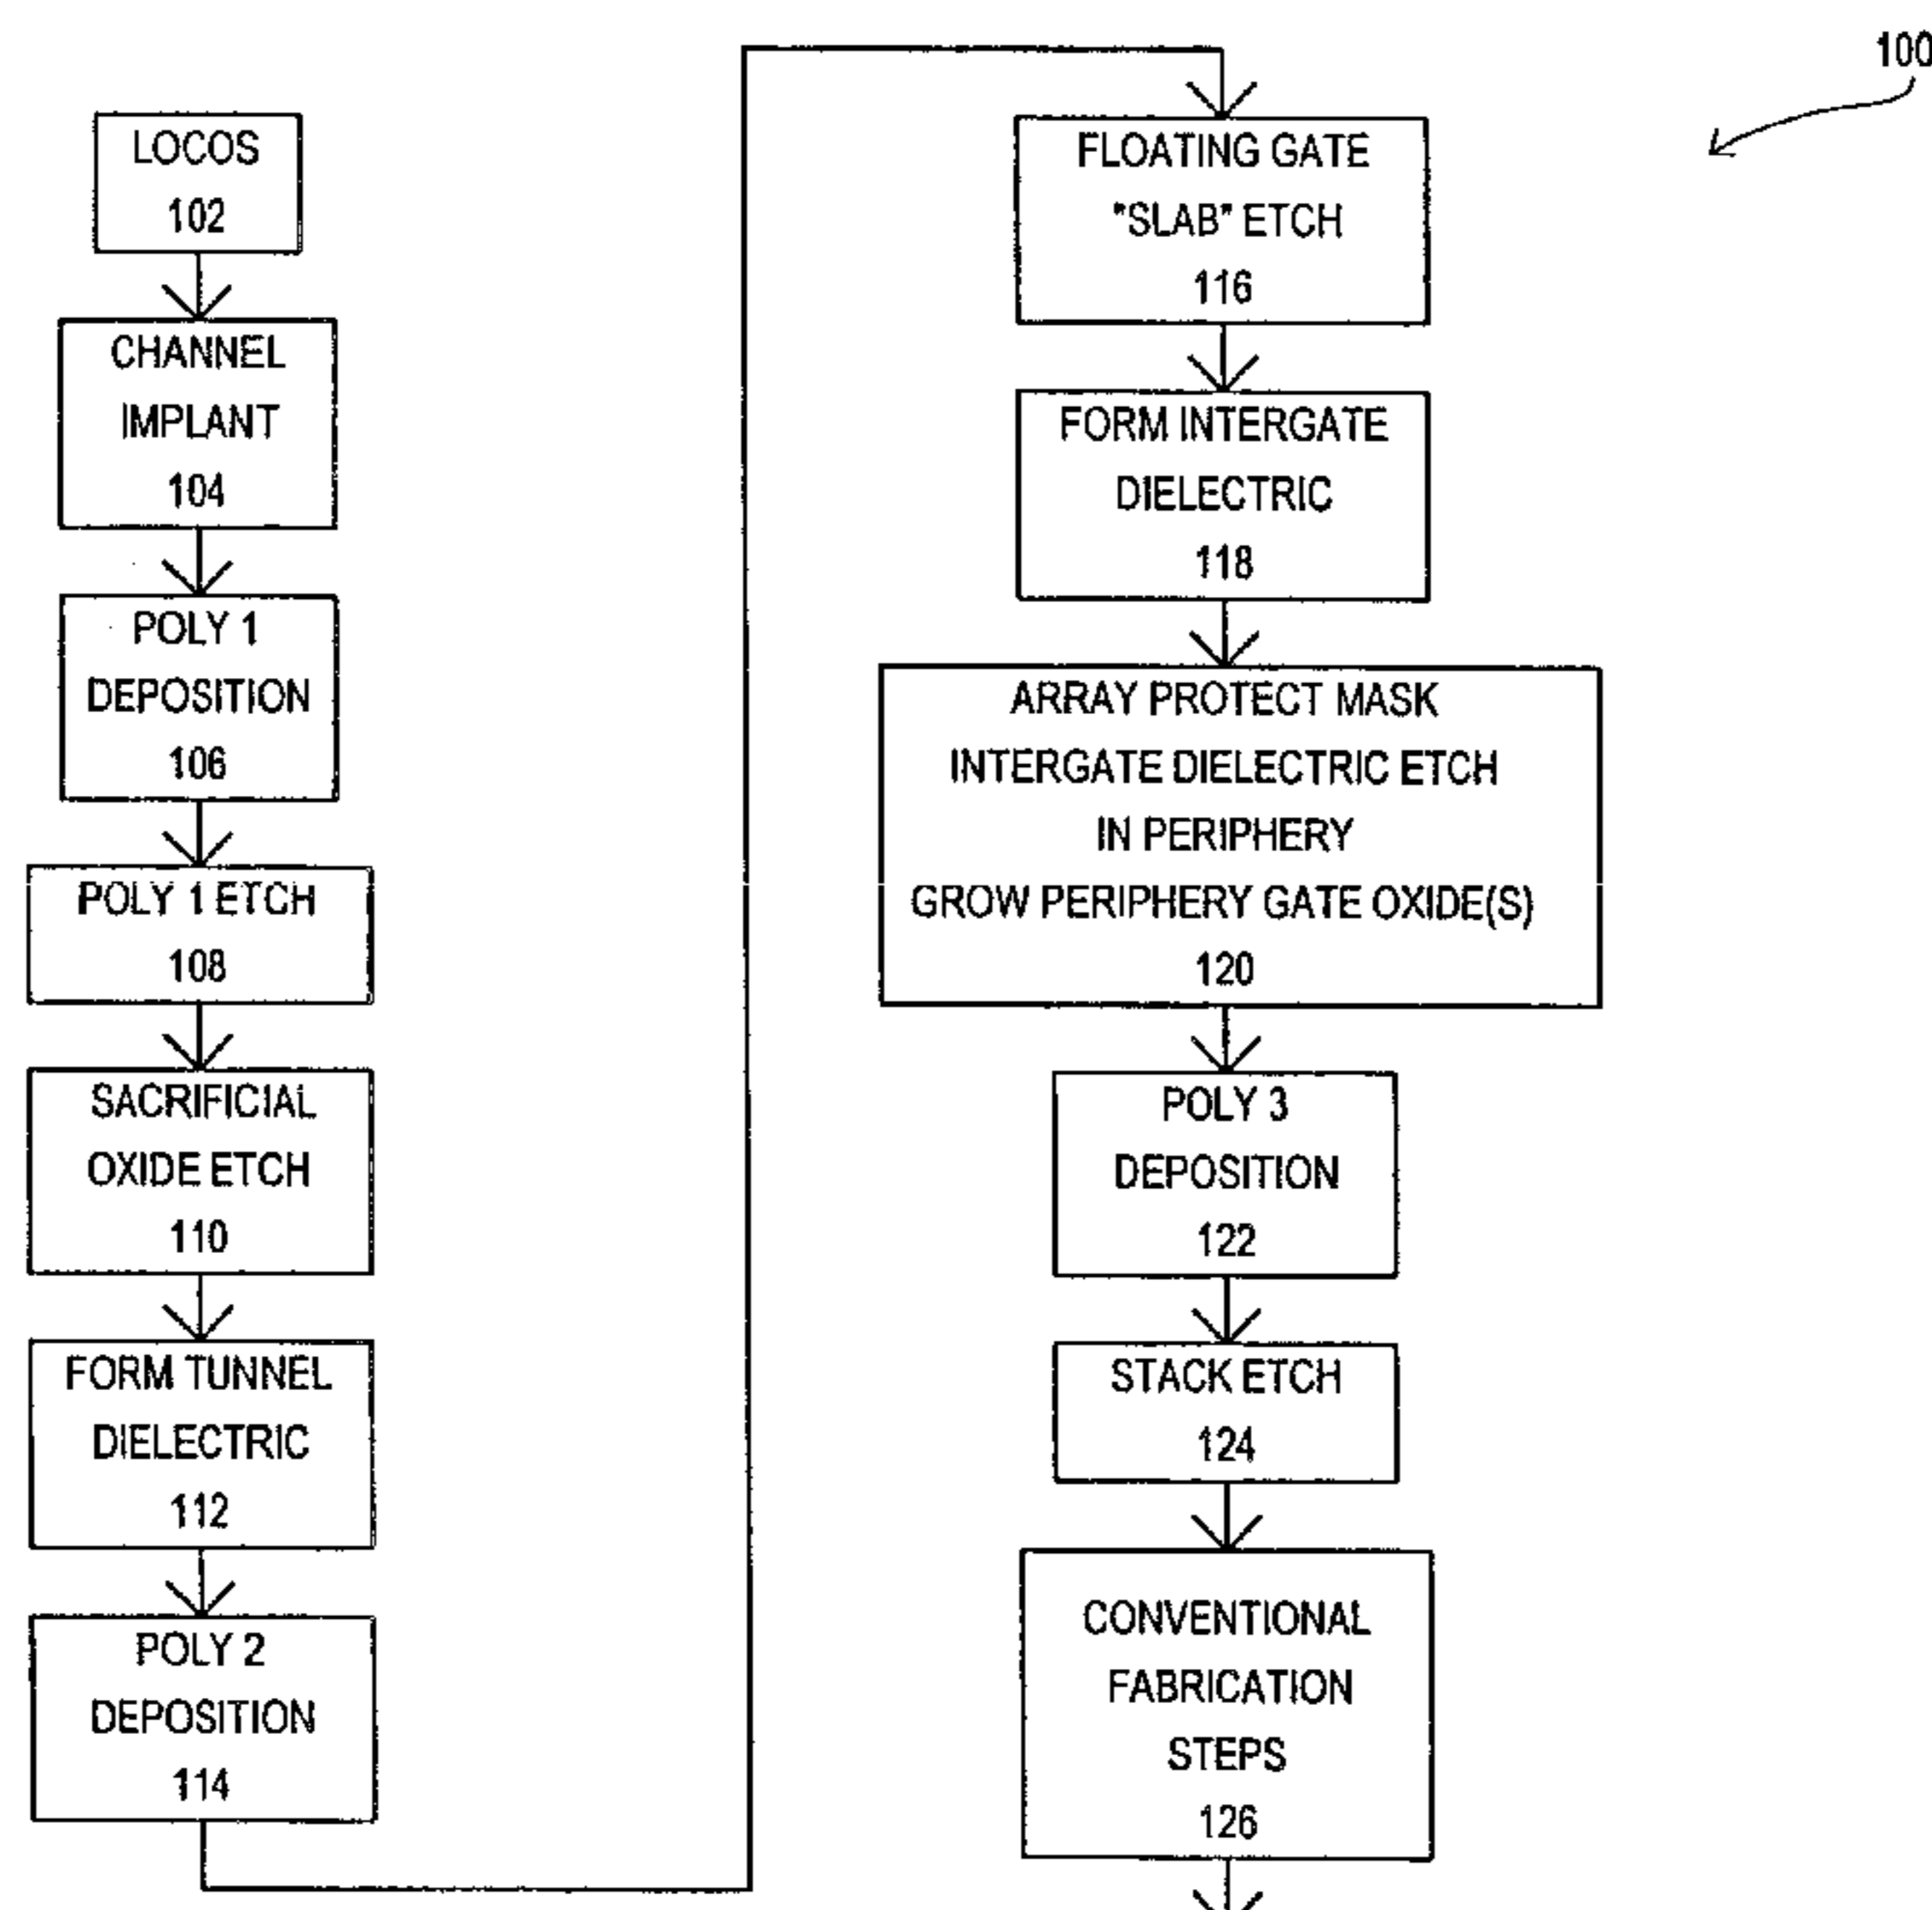 100
LOCOS
102
CHANNEL
IMPLANT
104
POLY 1
DEPOSITION
106
POLY 1 ETCH
108
SACRIFICIAL
OXIDE ETCH
110
FORM TUNNEL
DIELECTRIC
112
POLY 2
DEPOSITION
114
FLOATING GATE
"SLAB" ETCH
116
FORM INTERGATE
DIELECTRIC
118
ARRAY PROTECT MASK
INTERGATE DIELECTRIC ETCH
IN PERIPHERY
GROW PERIPHERY GATE OXIDE(S)
120
POLY 3
DEPOSITION
122
STACK ETCH
124
CONVENTIONAL
FABRICATION
STEPS
126